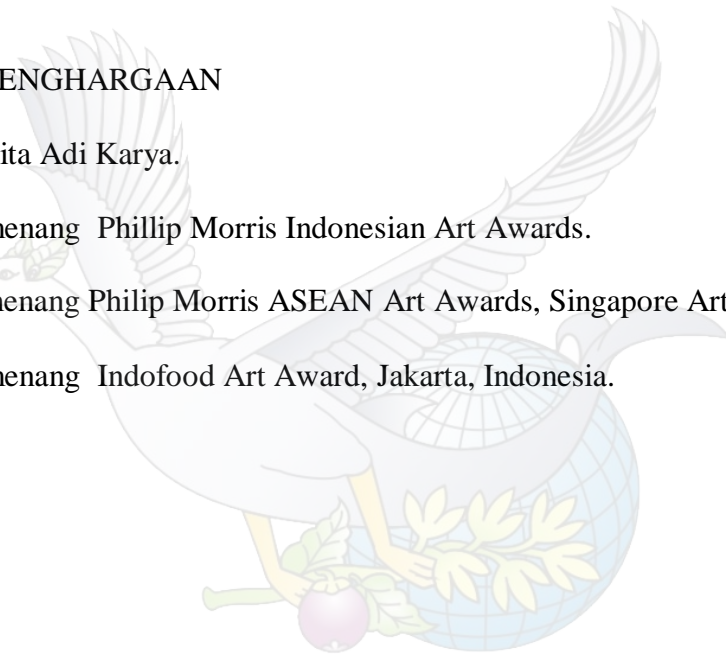 ENGHARGAAN
ita Adi Karya.
nenang Phillip Morris Indonesian Art Awards.
nenang Philip Morris ASEAN Art Awards, Singapore Art
nenang Indofood Art Award, Jakarta, Indonesia.